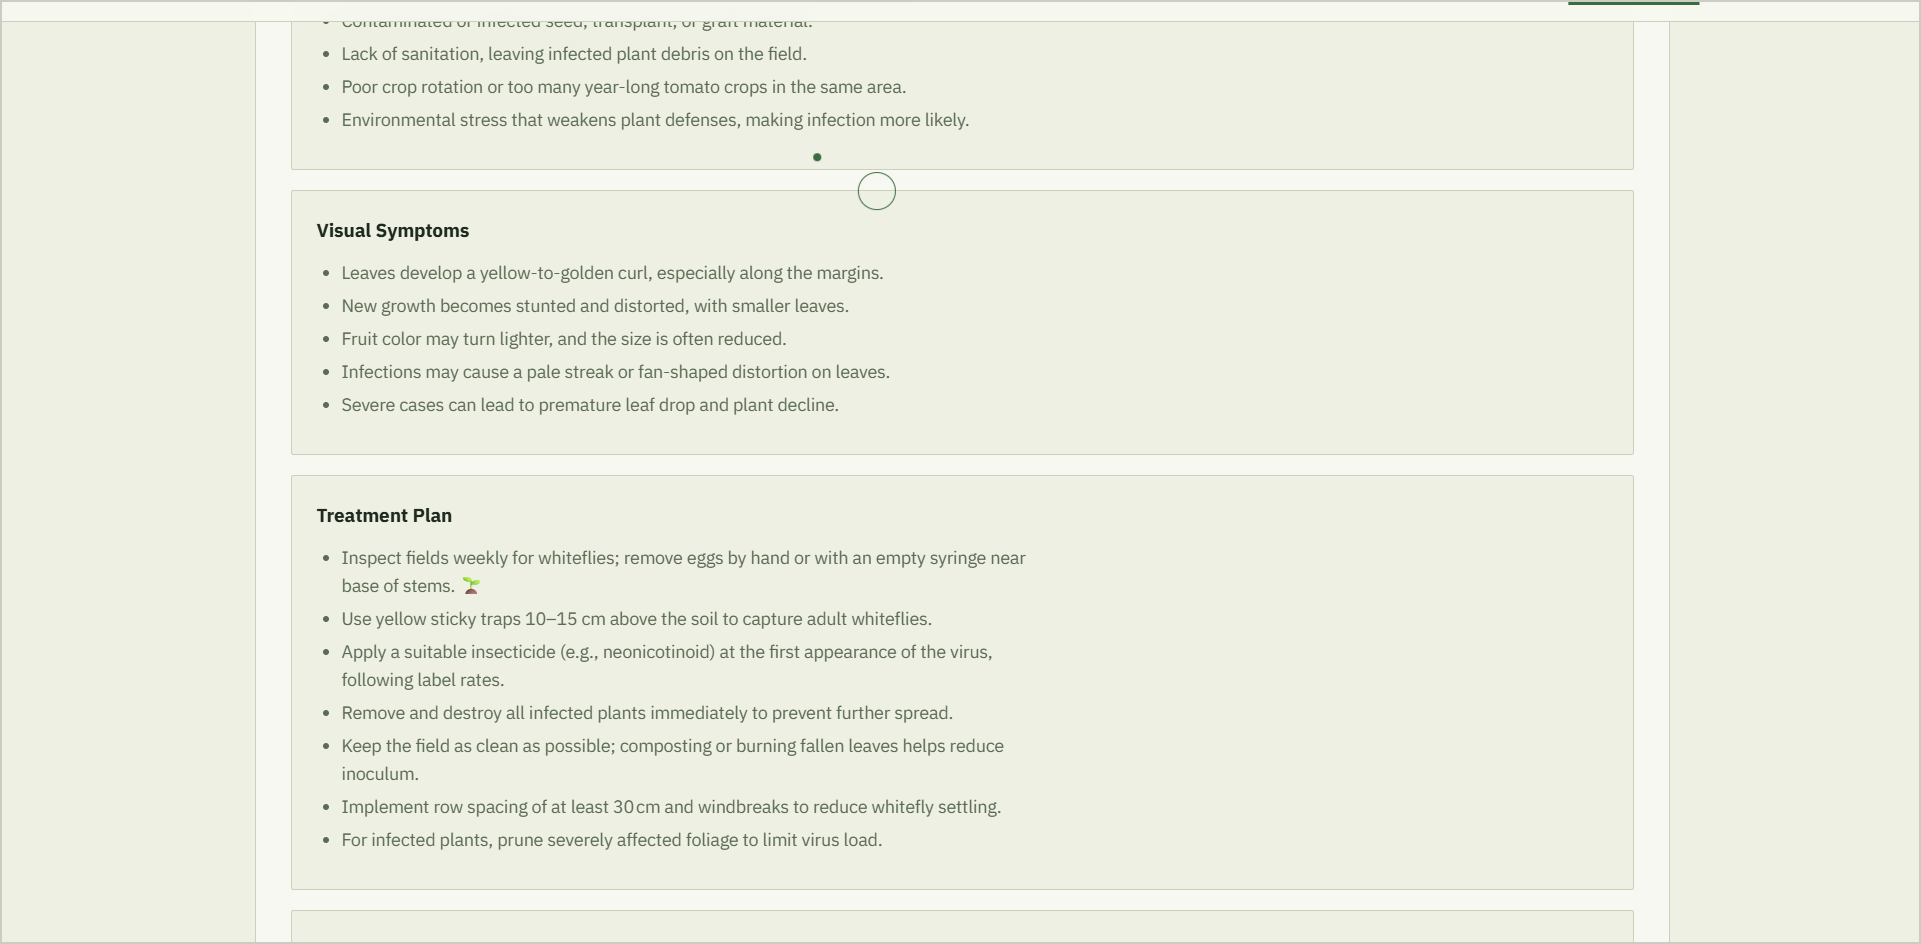 • Contaminated or infected seed, transplant, or graft material.
• Lack of sanitation, leaving infected plant debris on the field.
• Poor crop rotation or too many year-long tomato crops in the same area.
• Environmental stress that weakens plant defenses, making infection more likely.
Visual Symptoms
• Leaves develop a yellow-to-golden curl, especially along the margins.
• New growth becomes stunted and distorted, with smaller leaves.
• Fruit color may turn lighter, and the size is often reduced.
• Infections may cause a pale streak or fan-shaped distortion on leaves.
• Severe cases can lead to premature leaf drop and plant decline.
Treatment Plan
• Inspect fields weekly for whiteflies; remove eggs by hand or with an empty syringe near
base of stems. 🌱
• Use yellow sticky traps 10–15 cm above the soil to capture adult whiteflies.
• Apply a suitable insecticide (e.g., neonicotinoid) at the first appearance of the virus,
following label rates.
• Remove and destroy all infected plants immediately to prevent further spread.
• Keep the field as clean as possible; composting or burning fallen leaves helps reduce
inoculum.
• Implement row spacing of at least 30 cm and windbreaks to reduce whitefly settling.
• For infected plants, prune severely affected foliage to limit virus load.